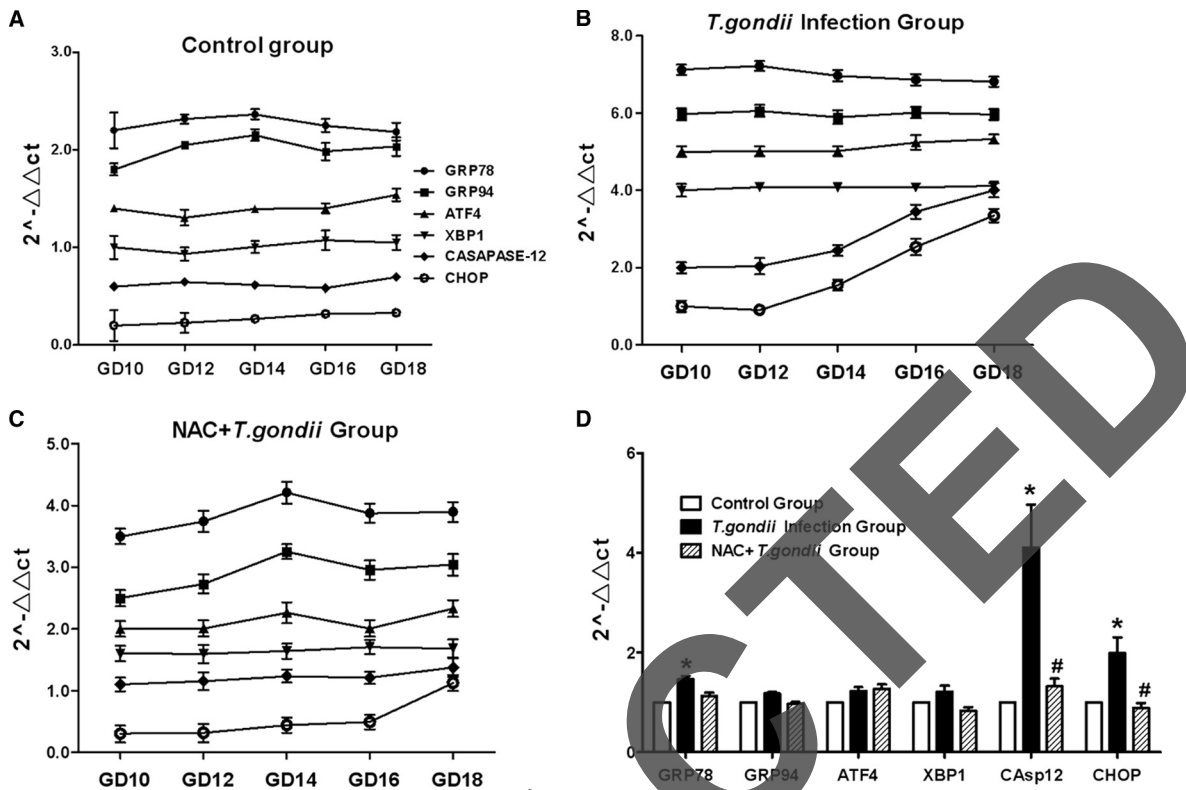 A
Control group
3.0
2.0
1.0
0.0
2^-△△ct
GD10 GD12 GD14 GD16 GD18
GRP78
GRP94
ATF4
XBP1
CASAPASE-12
CHOP
B
T.gondii Infection Group
8.0
6.0
4.0
2.0
0.0
2^-△△ct
GD10 GD12 GD14 GD16 GD18
C
NAC+T.gondii Group
5.0
4.0
3.0
2.0
1.0
0.0
2^-△△ct
GD10 GD12 GD14 GD16 GD18
D
6
4
2
0
2^-△△ct
Control Group
T.gondii Infection Group
NAC+T.gondii Group
* * # * #
GRP78 GRP94 ATF4 XBP1 CAsp12 CHOP
CTED